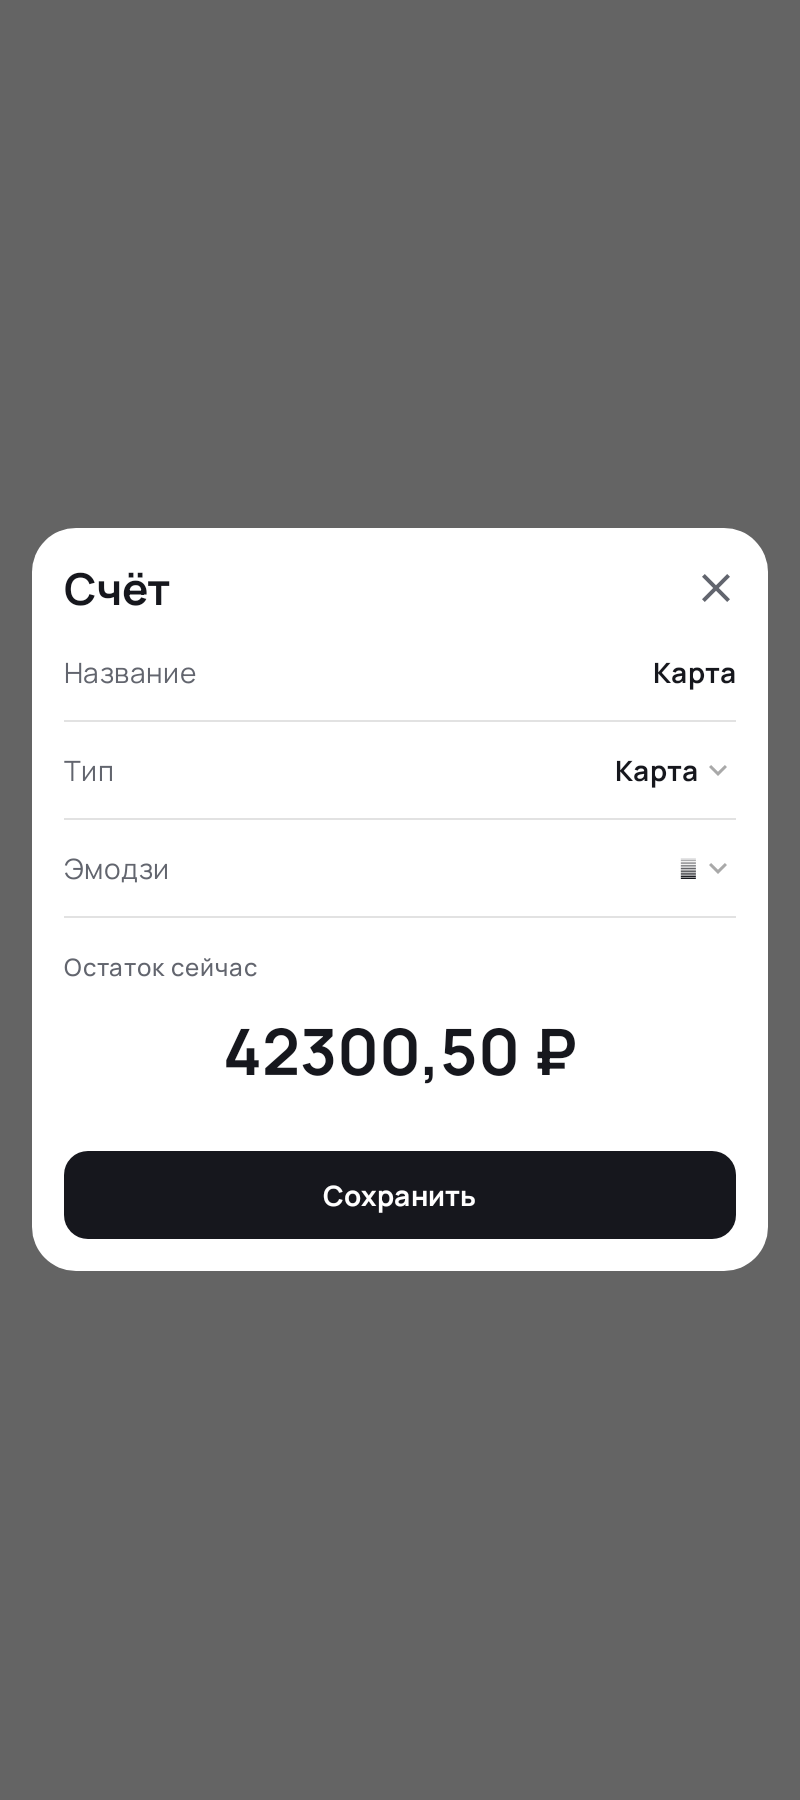 Счёт
Название Карта
Тип Карта
Эмодзи
Остаток сейчас
42300,50 ₽
Сохранить